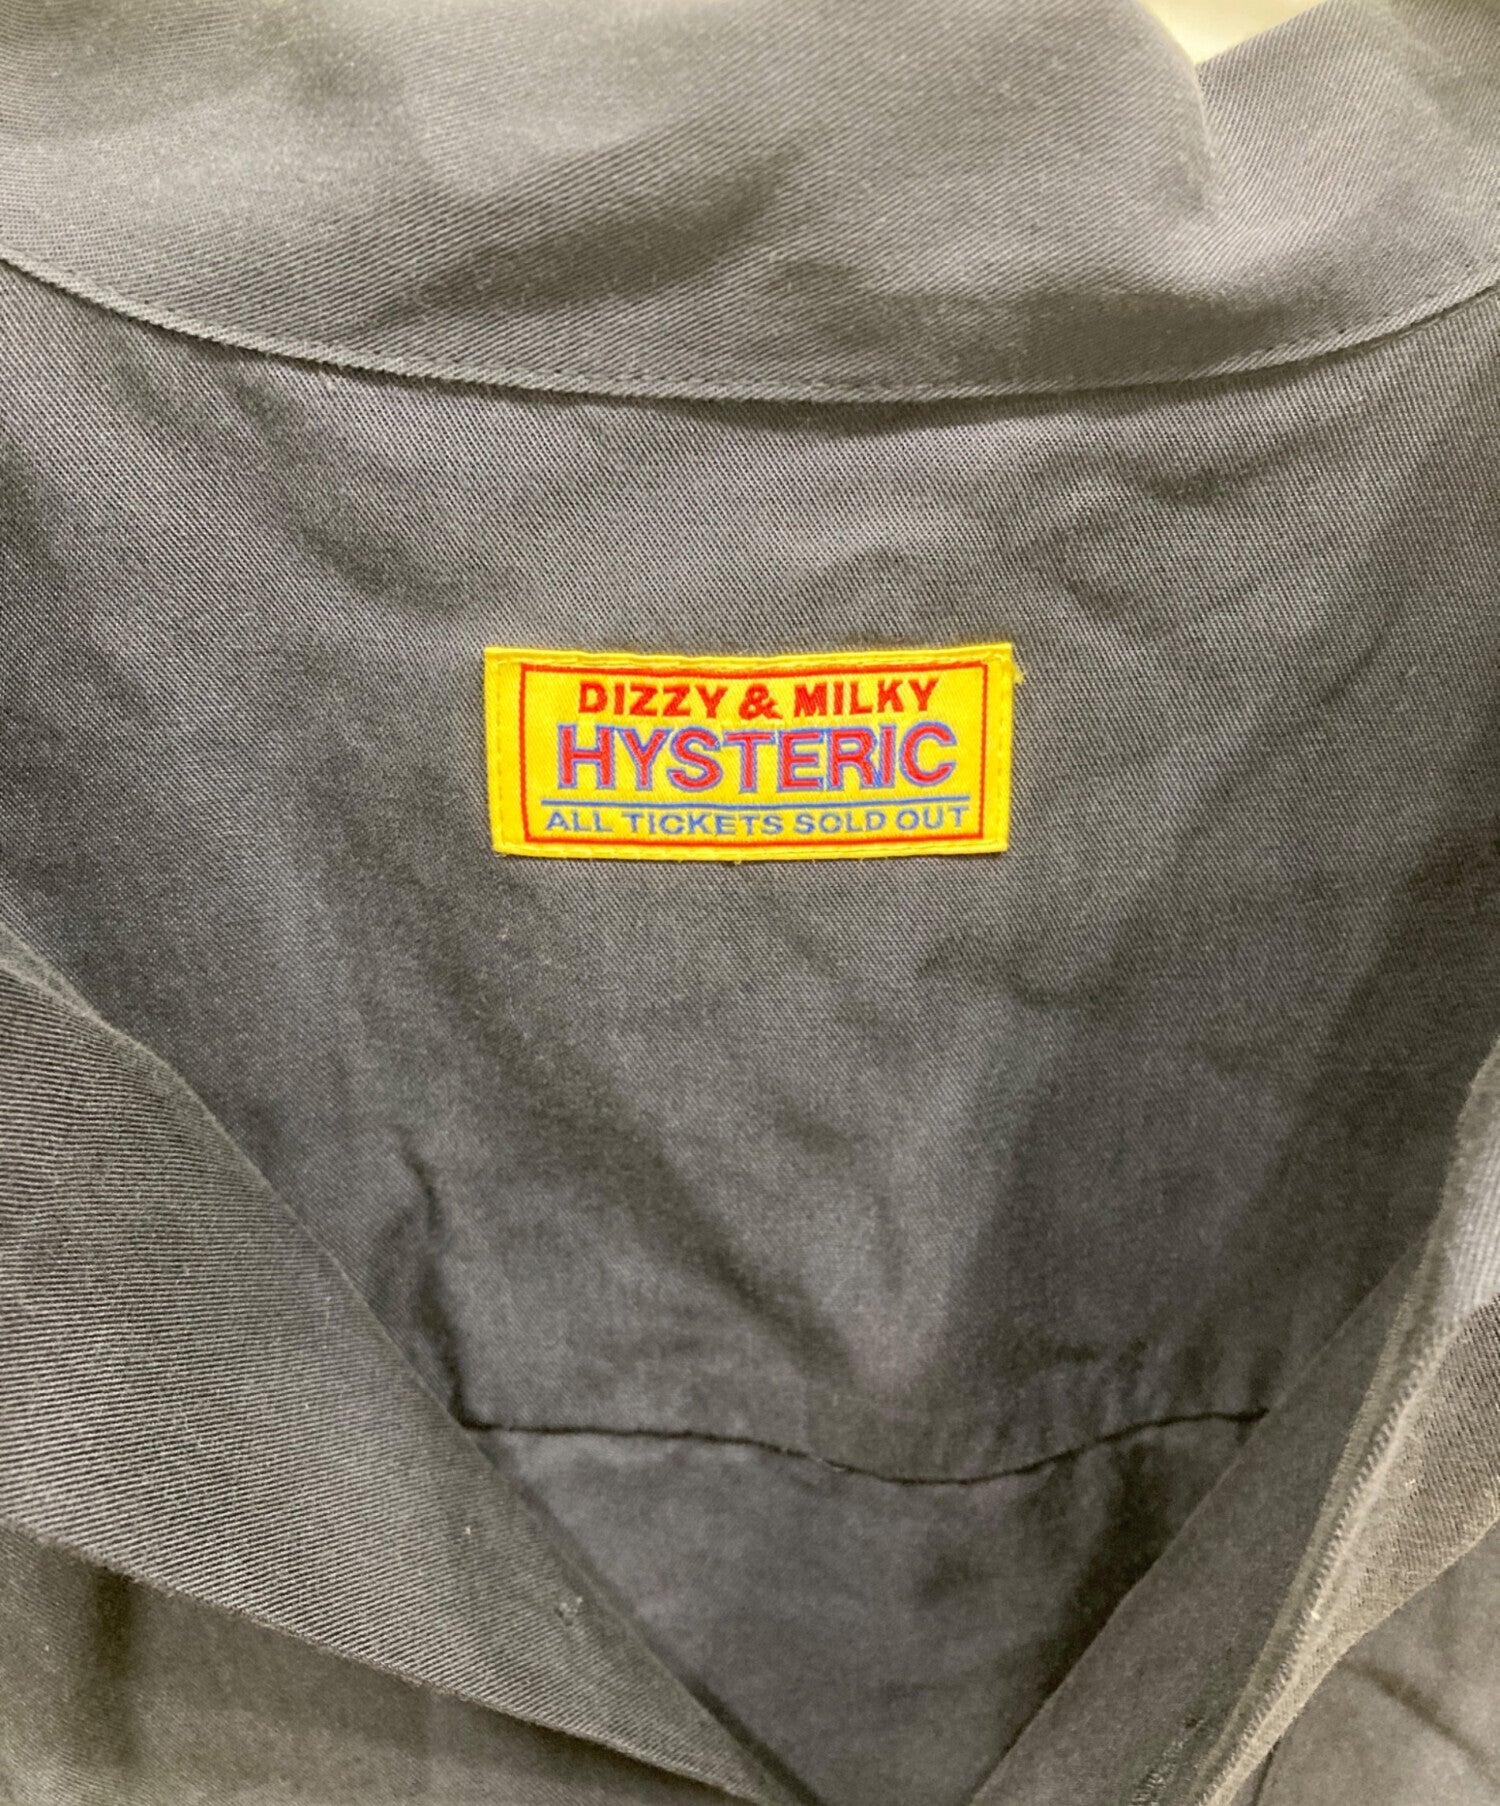 DIZZY & MILKY
HYSTERIC
ALL TICKETS SOLD OUT